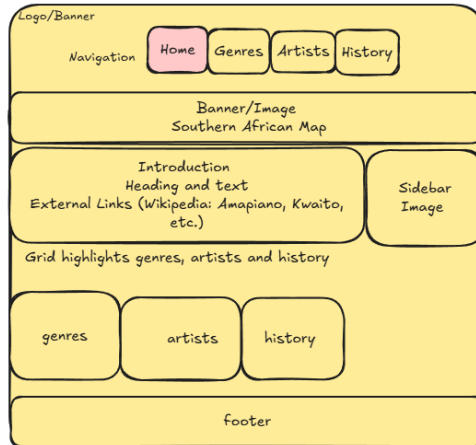 Logo/Banner
Navigation
Home
Genres
Artists
History
Banner/Image
Southern African Map
Introduction
Heading and text
External Links (Wikipedia: Amapiano, Kwaito,
etc.)
Sidebar
Image
Grid highlights genres, artists and history
genres
artists
history
footer